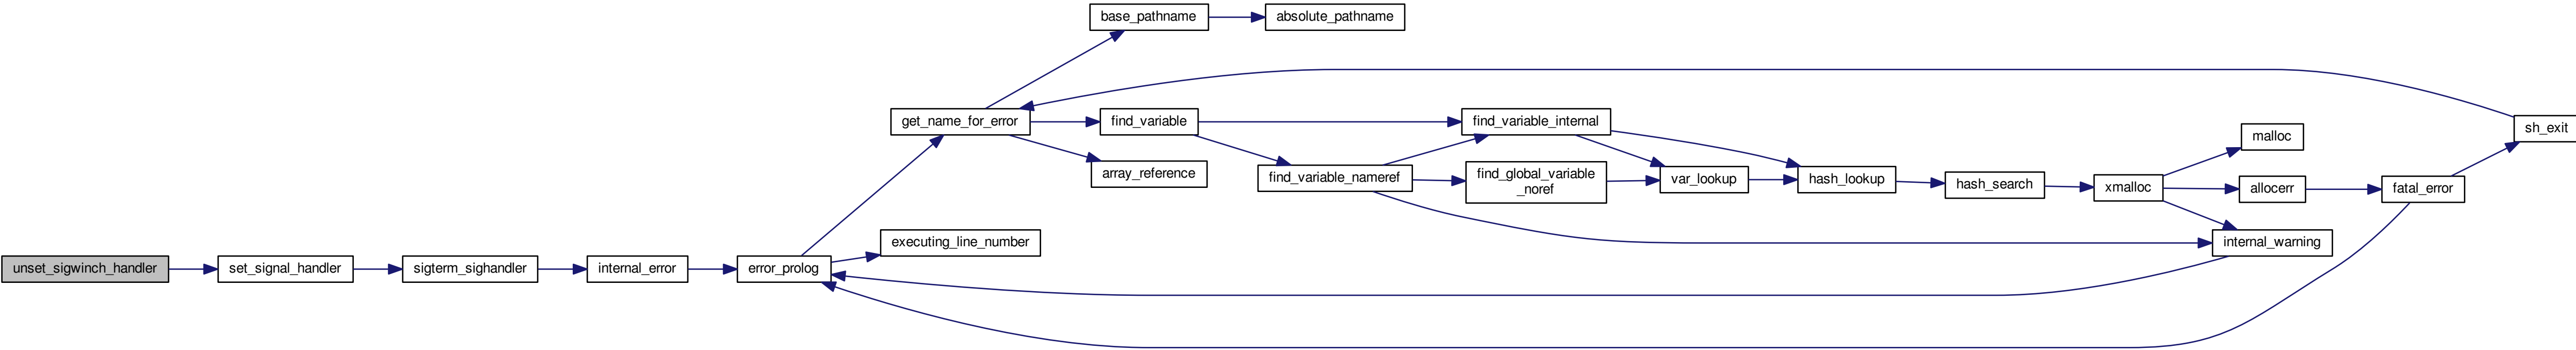 base_pathname
absolute_pathname
get_name_for_error
find_variable
find_variable_internal
sh_exit
malloc
array_reference
find_variable_nameref
find_global_variable
_noref
var_lookup
hash_lookup
hash_search
xmalloc
allocerr
fatal_error
executing_line_number
internal_warning
unset_sigwinch_handler
set_signal_handler
sigterm_sighandler
internal_error
error_prolog